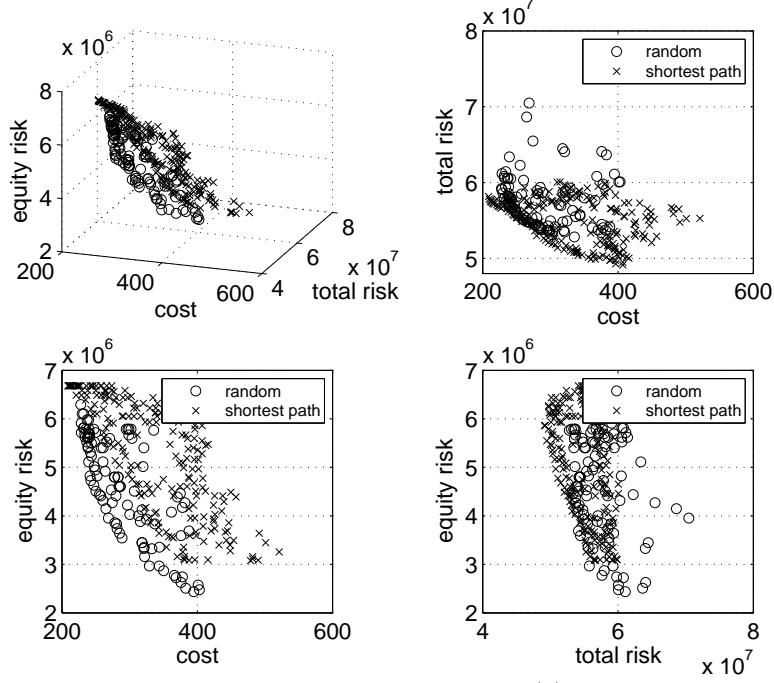 x 10^6
8
6
4
2
equity risk
200
400
600
cost
4
6
8
x 10^7
total risk
x 10^7
8
7
6
5
total risk
200
400
600
cost
random
shortest path
x 10^6
7
6
5
4
3
2
equity risk
200
400
600
cost
random
shortest path
x 10^6
7
6
5
4
3
2
equity risk
4
6
8
total risk
x 10^7
random
shortest path